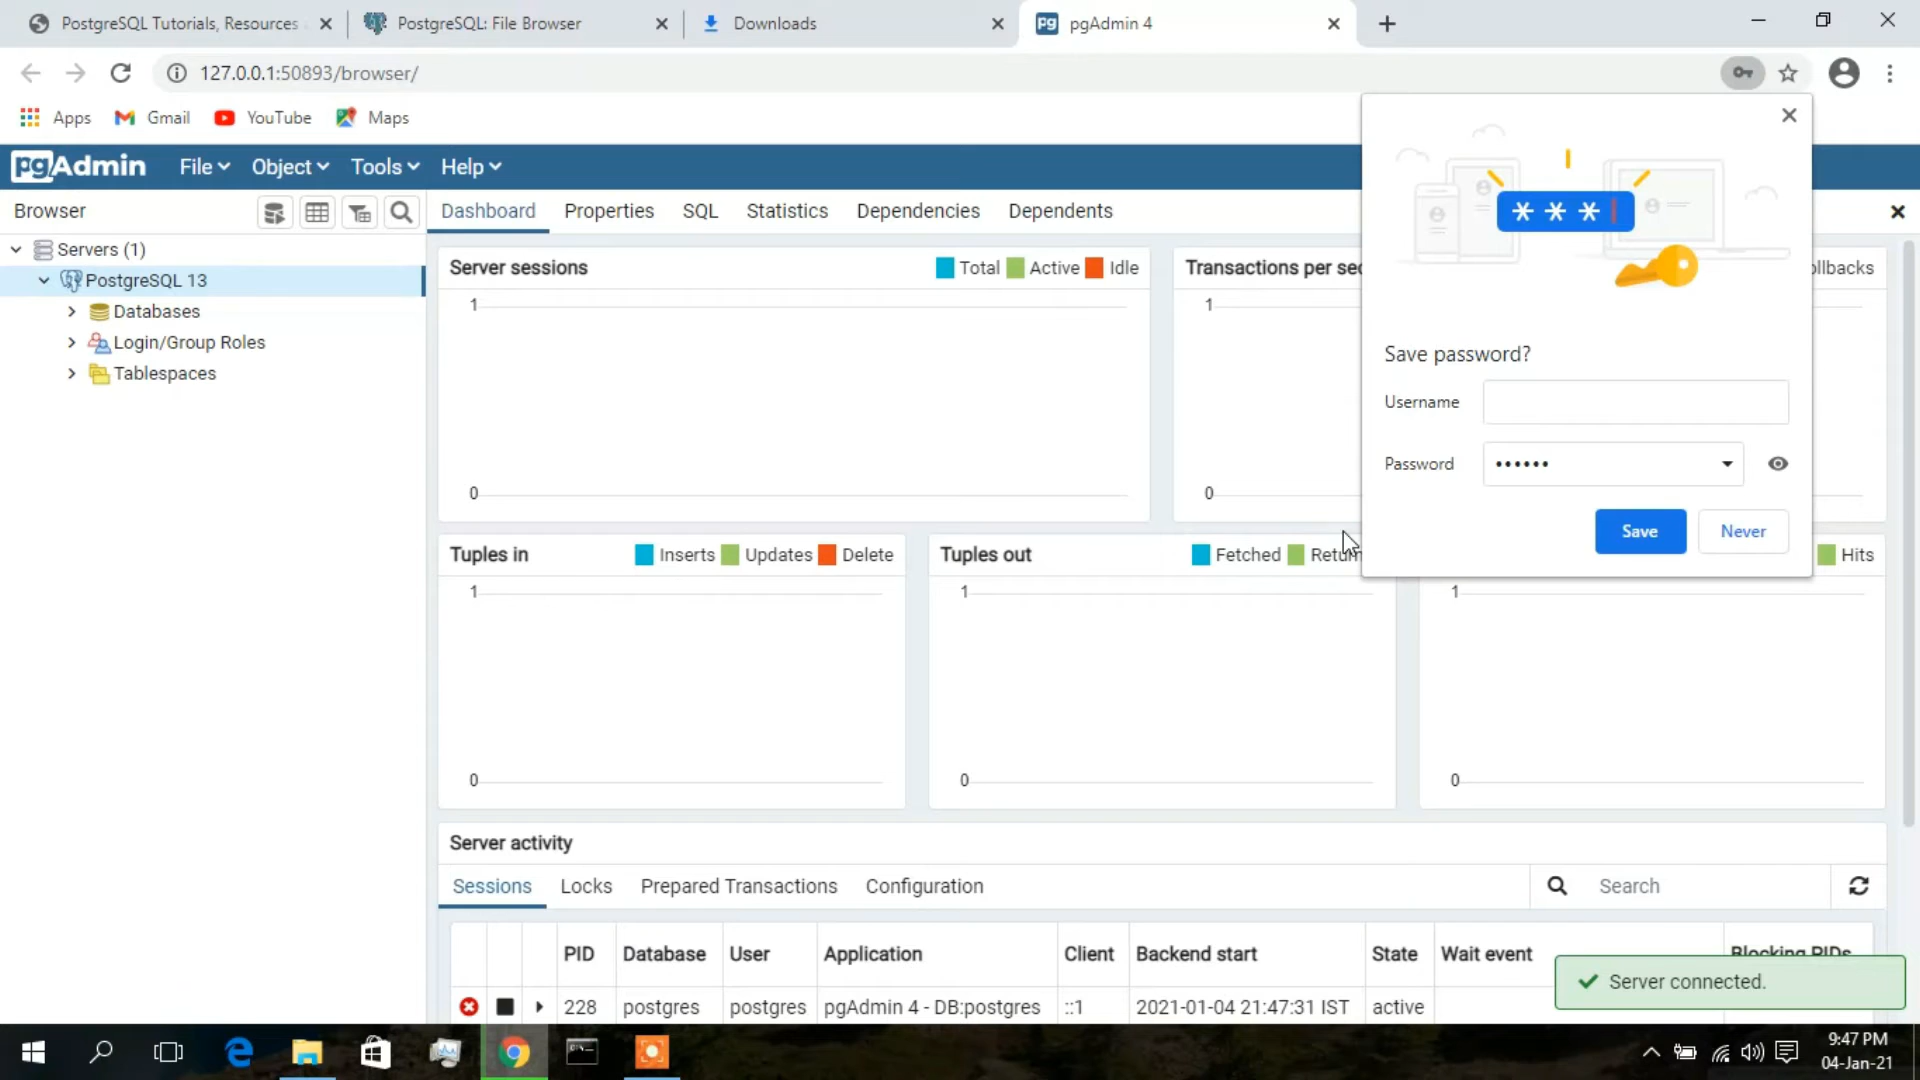 PostgreSQL Tutorials, Resources
PostgreSQL: File Browser
Downloads
pgAdmin 4
127.0.0.1:50893/browser/
Apps
Gmail
YouTube
Maps
pgAdmin
File
Object
Tools
Help
Browser
Dashboard
Properties
SQL
Statistics
Dependencies
Dependents
Servers (1)
PostgreSQL 13
Databases
Login/Group Roles
Tablespaces
Server sessions
Total
Active
Idle
1
0
Transactions per sec
ollbacks
1
0
Save password?
Username
Password
Save
Never
Tuples in
Inserts
Updates
Delete
1
0
Tuples out
Fetched
Return
1
0
Hits
1
0
Server activity
Sessions
Locks
Prepared Transactions
Configuration
Search
PID
Database
User
Application
Client
Backend start
State
Wait event
Blocking PIDs
228
postgres
postgres
pgAdmin 4 - DB:postgres
::1
2021-01-04 21:47:31 IST
active
Server connected.
9:47 PM
04-Jan-21